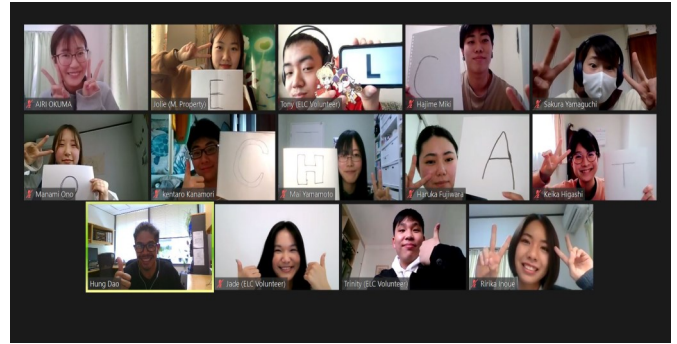 E L C
AIRI OKUMA Jolie (M. Property) Tony (ELC Volunteer) Hajime Miki Sakura Yamaguchi
C H A T
Manami Ono kentaro Kanamori Mai Yamamoto Haruka Fujiwara Keika Higashi
Hung Dao Jade (ELC Volunteer) Trinity (ELC Volunteer) Ririka Inoue